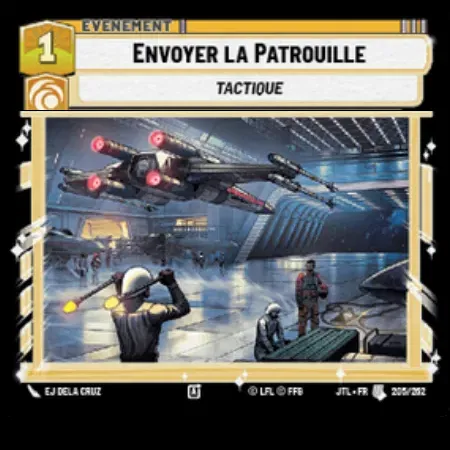 EVENEMENT
1
ENVOYER LA PATROUILLE
TACTIQUE
EJ DELA CRUZ A © LFL © FFG JTL • FR 205/262